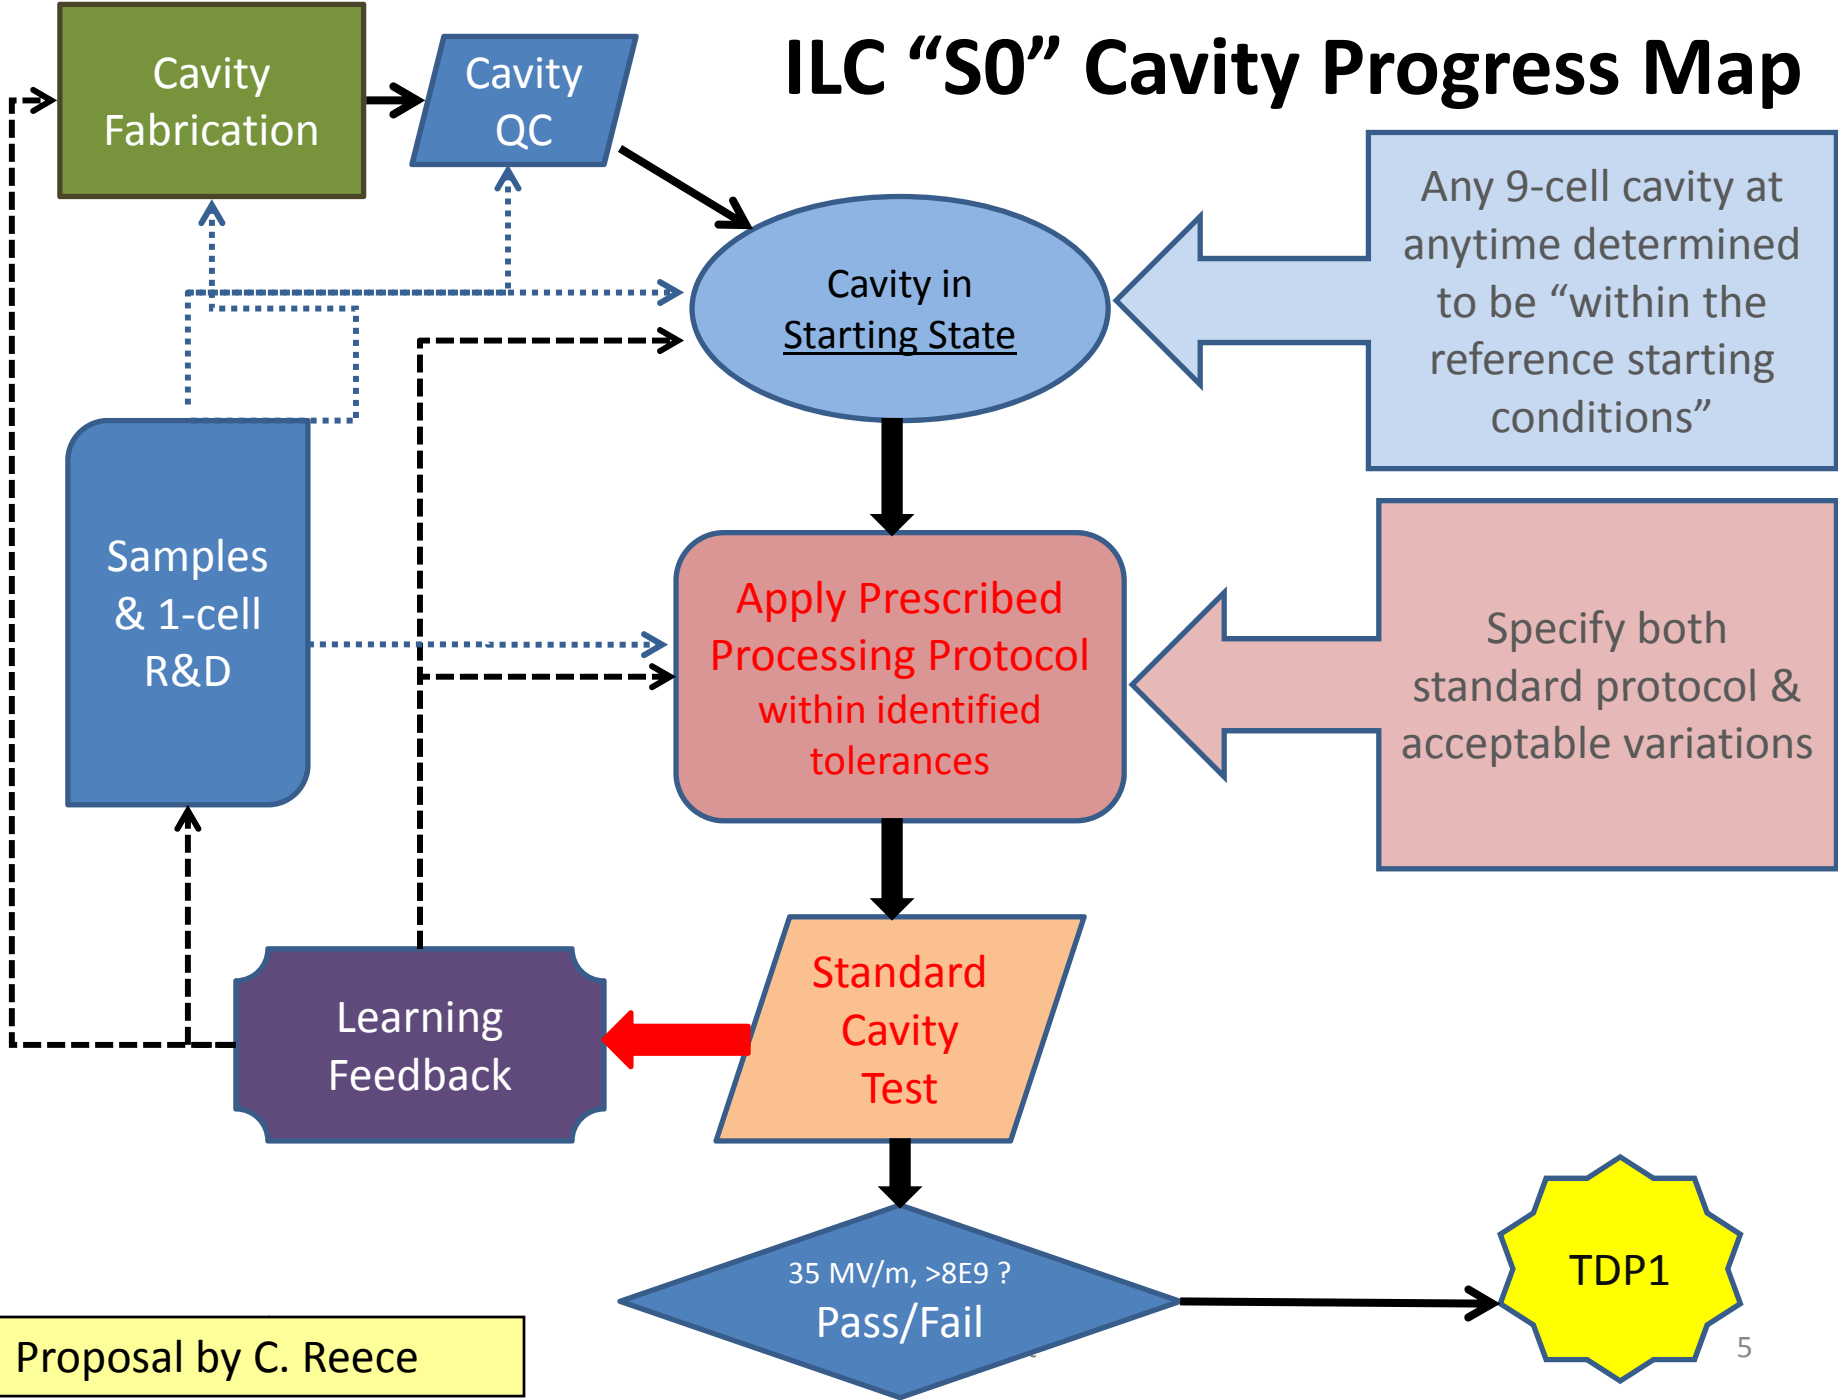 ILC “S0” Cavity Progress Map
Cavity
Fabrication
Cavity
QC
Cavity in
Starting State
Any 9-cell cavity at
anytime determined
to be “within the
reference starting
conditions”
Samples
& 1-cell
R&D
Apply Prescribed
Processing Protocol
within identified
tolerances
Specify both
standard protocol &
acceptable variations
Learning
Feedback
Standard
Cavity
Test
35 MV/m, >8E9 ?
Pass/Fail
TDP1
Proposal by C. Reece
5